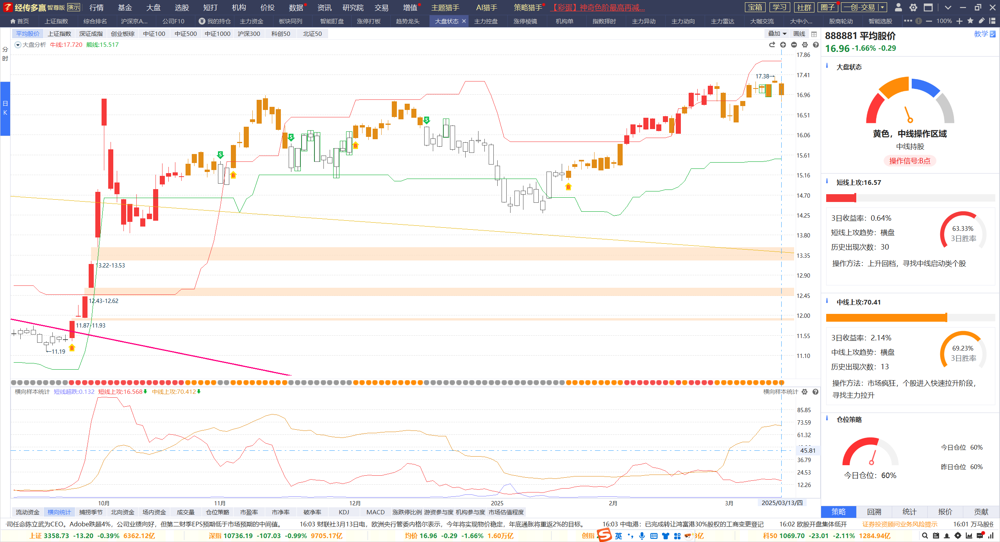 经传多赢 智尊版 演示 行情 基金 大盘 选股 短打 机构 价投 数据 资讯 研究院 交易 增值 主题猎手 AI猎手 策略猎手 【彩蛋】神奇色阶最高再减... 宝箱 学习 社群 圈子 一创-交易
首页 上证指数 综合排名 沪深京A... 公司F10 我的持仓 主力资金 板块同列 智能盯盘 涨停打板 趋势龙头 大盘状态 主力控盘 涨停棱镜 机构单 指数择时 主力异动 主力动向 主力雷达 大咖交流 大中小... 股商轮动 智能选股 100%
平均股价 上证指数 深证成指 创业板综 中证100 中证500 中证1000 沪深300 科创50 北证50 叠加 画线
分时
日K
大盘分析 牛线:17.720 熊线:15.517
17.86
17.41
16.96
16.51
16.06
15.61
15.16
14.70
14.25
13.80
13.35
12.90
12.45
12.00
11.55
11.10
17.38→
S
S
S
B
B
B
B
13.22-13.53
12.43-12.62
11.87-11.93
←11.19
横向样本统计 短线超跌:0.132 短线上攻:16.568 中线上攻:70.412 横向样本统计
85.85
73.59
61.32
45.81
36.79
24.53
12.26
10月 11月 12月 2025 2月 3月 2025/03/13/四
流动资金 横向统计 捕捞季节 北向资金 场内资金 成交量 仓位策略 市盈率 市净率 破净率 KDJ MACD 涨跌停比例 游资参与度 机构参与度 市场估值程度
888881 平均股价 教学
16.96 -1.66% -0.29
大盘状态
黄色，中线操作区域
中线持股
操作信号:B点
短线上攻:16.57
3日收益率：0.64%
短线上攻趋势：横盘
历史出现次数：30
63.33%
3日胜率
操作方法：上升回档，寻找中线启动类个股
中线上攻:70.41
3日收益率：2.14%
中线上攻趋势：横盘
历史出现次数：13
69.23%
3日胜率
操作方法：市场疯狂，个股进入快速拉升阶段，
寻找主力拉升
仓位策略
今日仓位 60%
昨日仓位 60%
今日仓位：60%
策略 回溯 统计 报价 贡献
司任命陈立武为CEO。Adobe跌超4%，公司业绩向好，但第二财季EPS预期低于市场预期的中间值。 16:03 财联社3月13日电，欧洲央行管委内格尔表示，今年将实现物价稳定，年底通胀将重返2%的目标。 16:03 中电港：已完成转让鸿富港30%股权的工商变更登记 16:02 欧股开盘集体低开 证券投资顾问业务风险提示 16:01 万马股份
上证 3358.73 -13.20 -0.39% 6362.12亿 深指 10736.19 -107.03 -0.99% 9705.17亿 均价 16.96 -0.29 -1.66% 1.60万亿 创指 英 亿 科50 1069.70 -23.01 -2.11% 1284.94亿